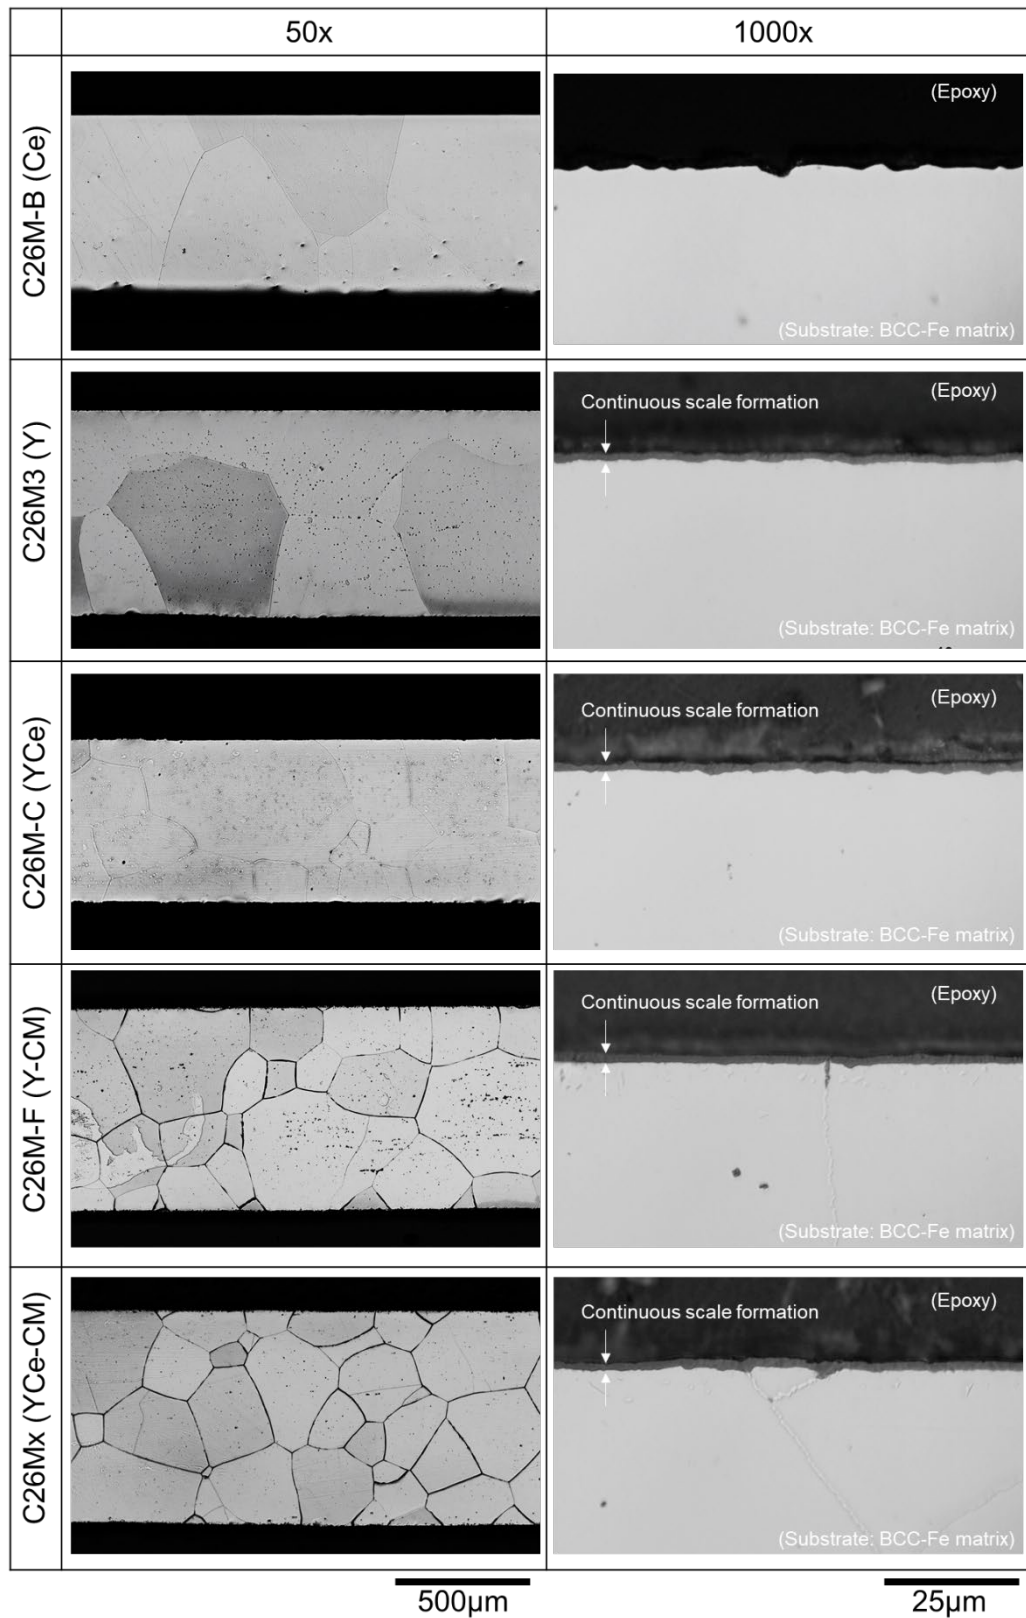 50x
1000x
C26M-B (Ce)
(Epoxy)
(Substrate: BCC-Fe matrix)
C26M3 (Y)
Continuous scale formation
(Epoxy)
(Substrate: BCC-Fe matrix)
C26M-C (YCe)
Continuous scale formation
(Epoxy)
(Substrate: BCC-Fe matrix)
C26M-F (Y-CM)
Continuous scale formation
(Epoxy)
(Substrate: BCC-Fe matrix)
C26Mx (YCe-CM)
Continuous scale formation
(Epoxy)
(Substrate: BCC-Fe matrix)
500µm
25µm